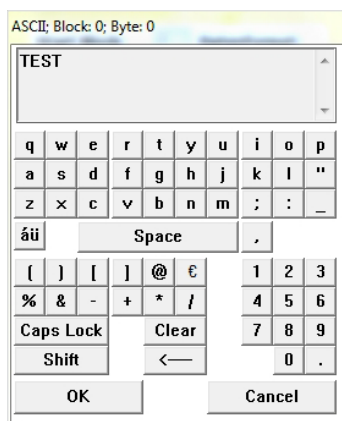 ASCII; Block: 0; Byte: 0
TEST
q w e r t y u i o p
a s d f g h j k l "
z x c v b n m ; : _
áü Space ,
( ) [ ] @ € 1 2 3
% & - + * / 4 5 6
Caps Lock Clear 7 8 9
Shift <— 0 .
OK Cancel